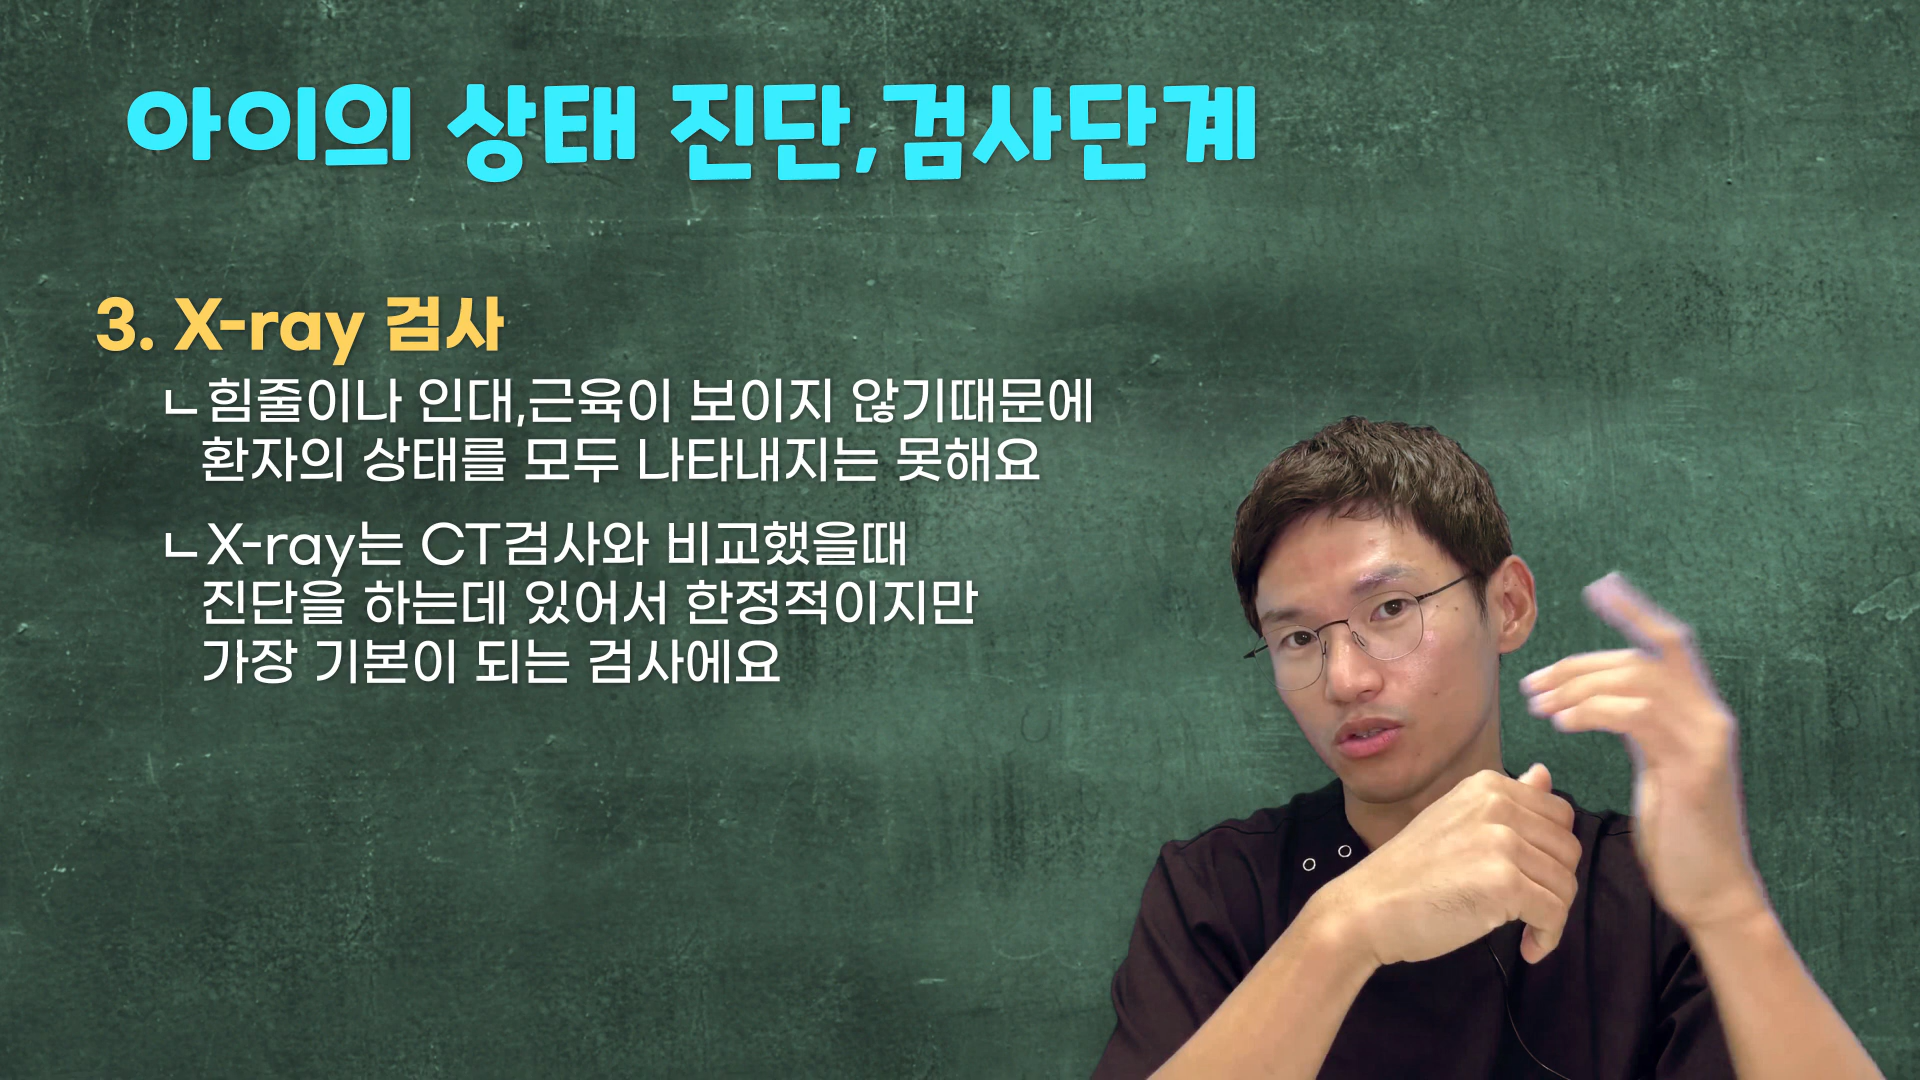 아이의 상태 진단,검사단계
3. X-ray 검사
ㄴ힘줄이나 인대,근육이 보이지 않기때문에
환자의 상태를 모두 나타내지는 못해요
ㄴX-ray는 CT검사와 비교했을때
진단을 하는데 있어서 한정적이지만
가장 기본이 되는 검사에요